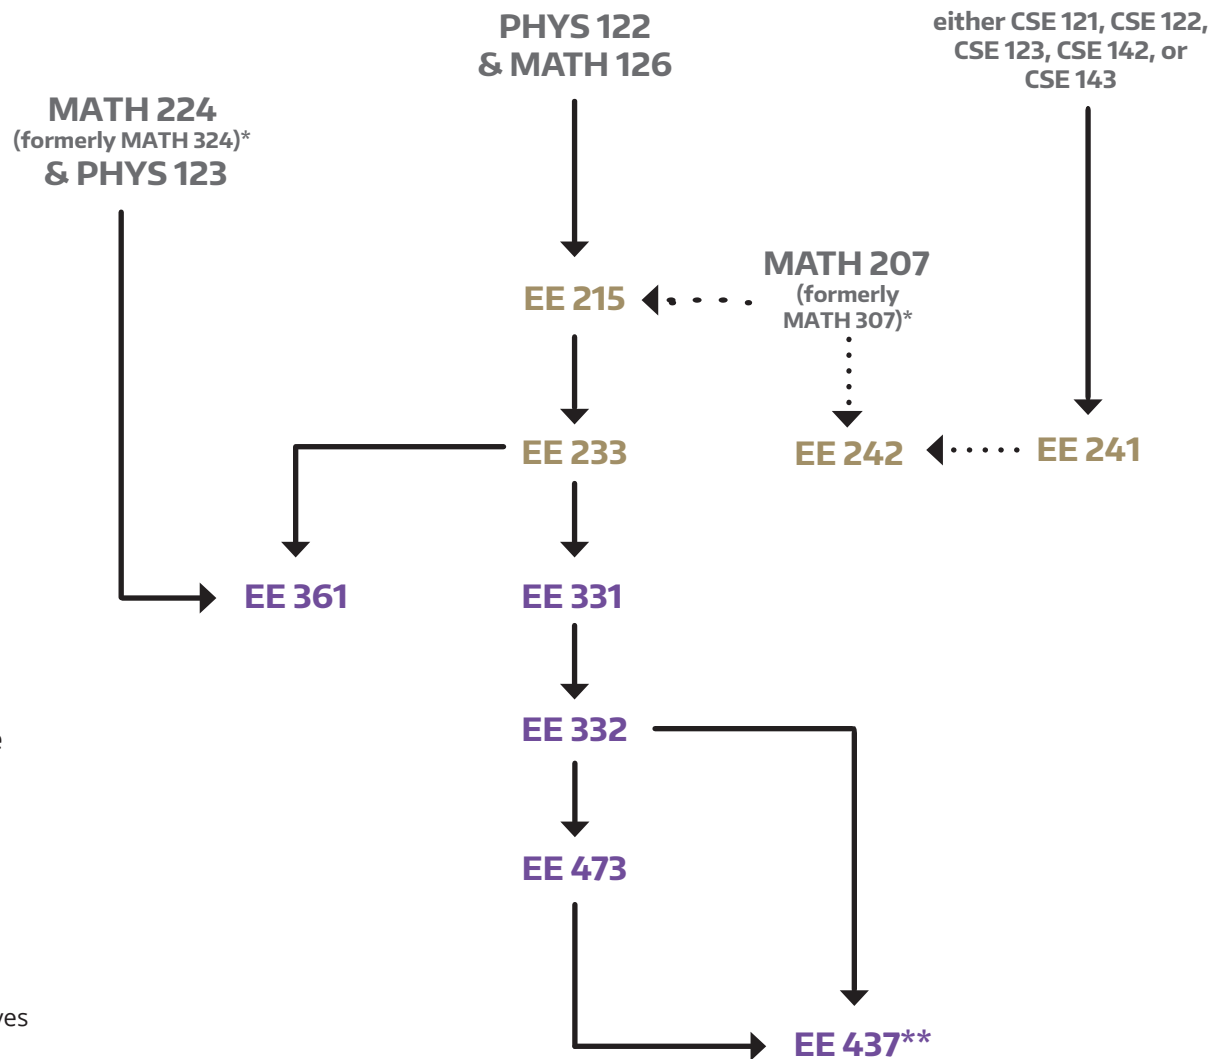 PHYS 122
& MATH 126
either CSE 121, CSE 122,
CSE 123, CSE 142, or
CSE 143
MATH 224
(formerly MATH 324)*
& PHYS 123
MATH 207
(formerly
MATH 307)*
EE 215
EE 233
EE 242
EE 241
EE 361
EE 331
EE 332
EE 473
EE 437**